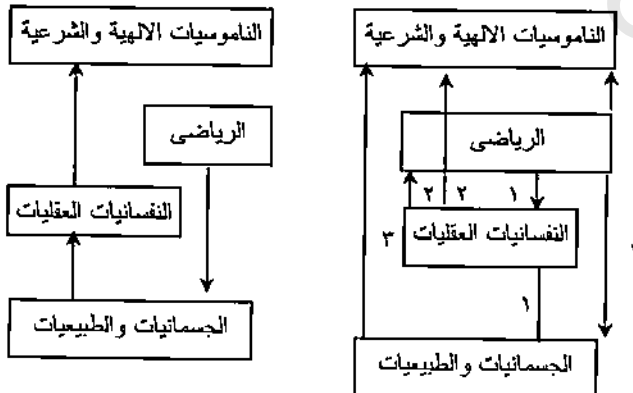 الناموسيات الالهية والشرعية
الرياضى
٢
٢
١
النفسانيات العقليات
٣
١
الجسمانيات والطبيعيات
الناموسيات الالهية والشرعية
الرياضى
النفسانيات العقليات
الجسمانيات والطبيعيات